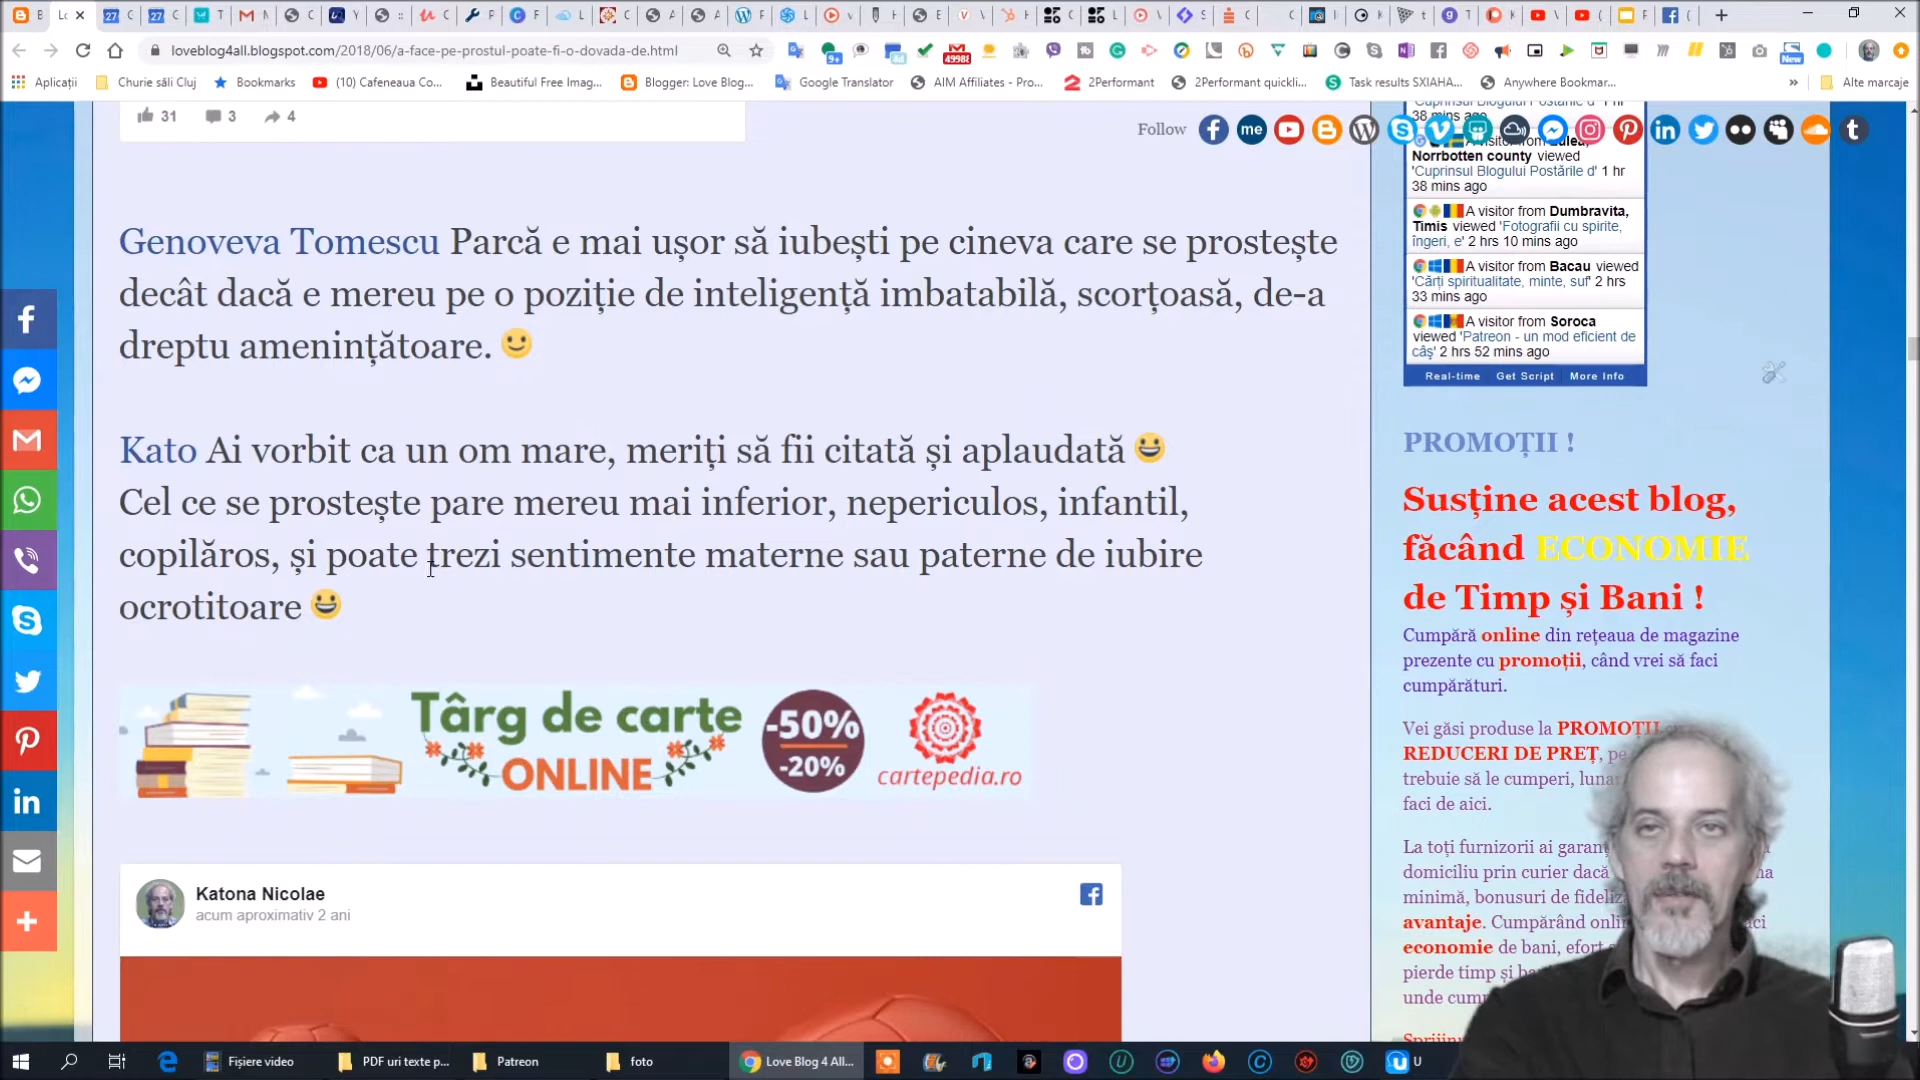 loveblog4all.blogspot.com/2018/06/a-face-pe-prostul-poate-fi-o-dovada-de.html
Aplicații
Churie săli Cluj
Bookmarks
(10) Cafeneaua Co...
Beautiful Free Imag...
Blogger: Love Blog...
Google Translator
AIM Affiliates - Pro...
2Performant
2Performant quickli...
Task results SXIAHA...
Anywhere Bookmar...
Alte marcaje
31
3
4
Follow
Genoveva Tomescu Parcă e mai ușor să iubești pe cineva care se prostește
decât dacă e mereu pe o poziție de inteligență imbatabilă, scorțoasă, de-a
dreptu amenințătoare.
Kato Ai vorbit ca un om mare, meriți să fii citată și aplaudată
Cel ce se prostește pare mereu mai inferior, nepericulos, infantil,
copilăros, și poate trezi sentimente materne sau paterne de iubire
ocrotitoare
Târg de carte
ONLINE
-50%
-20%
cartepedia.ro
Katona Nicolae
acum aproximativ 2 ani
38 mins ago
Norrbotten county viewed
'Cuprinsul Blogului Postările d' 1 hr
38 mins ago
A visitor from Dumbravita,
Timis viewed 'Fotografii cu spirite,
îngeri, e' 2 hrs 10 mins ago
A visitor from Bacau viewed
'Cărți spiritualitate, minte, suf' 2 hrs
33 mins ago
A visitor from Soroca
viewed 'Patreon - un mod eficient de
câş' 2 hrs 52 mins ago
Real-time Get Script More Info
PROMOȚII !
Susține acest blog,
făcând ECONOMIE
de Timp și Bani !
Cumpără online din rețeaua de magazine
prezente cu promoții, când vrei să faci
cumpărături.
Vei găsi produse la PROMOȚII
REDUCERI DE PREȚ, pe
trebuie să le cumperi,
faci de aici.
La toți furnizorii ai
domiciliu prin curier dacă
minimă, bonusuri de
avantaje. Cumpărând
economie de bani, efort
pierde timp și
unde
Fișiere video
PDF uri texte p...
Patreon
foto
Love Blog 4 All...
U